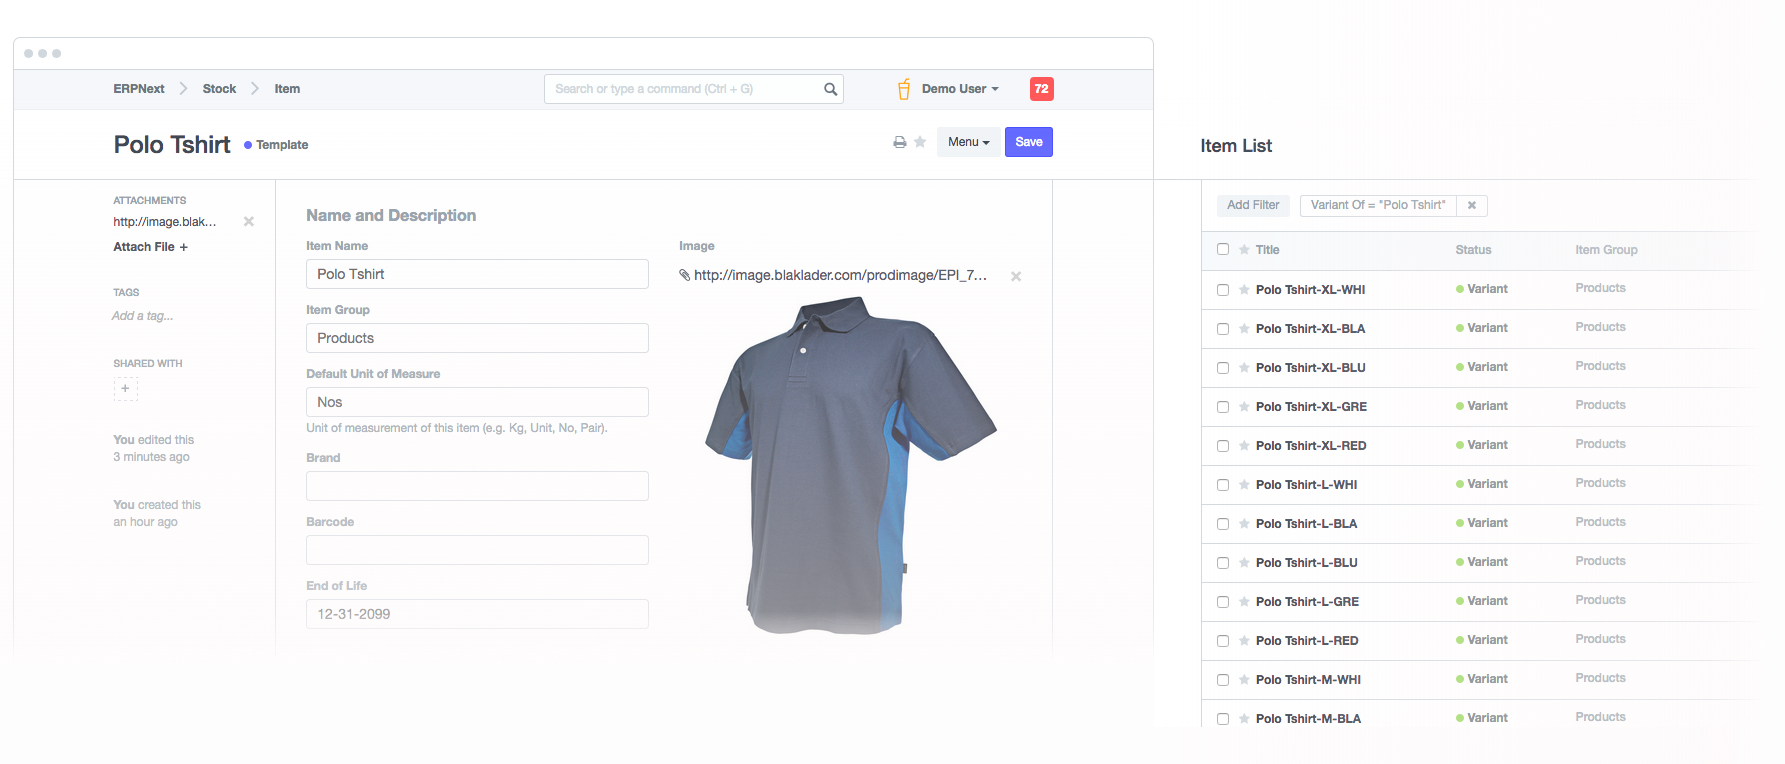 ERPNext Stock Item
Search or type a command (Ctrl + G)
Demo User
72
Polo Tshirt
Template
Menu
Save
ATTACHMENTS
http://image.blak...
Attach File +
TAGS
Add a tag...
SHARED WITH
+
You edited this
3 minutes ago
You created this
an hour ago
Name and Description
Item Name
Polo Tshirt
Item Group
Products
Default Unit of Measure
Nos
Unit of measurement of this item (e.g. Kg, Unit, No, Pair).
Brand
Barcode
End of Life
12-31-2099
Image
http://image.blaklader.com/prodimage/EPI_7...
Item List
Add Filter
Variant Of = "Polo Tshirt"
Title Status Item Group
Polo Tshirt-XL-WHI Variant Products
Polo Tshirt-XL-BLA Variant Products
Polo Tshirt-XL-BLU Variant Products
Polo Tshirt-XL-GRE Variant Products
Polo Tshirt-XL-RED Variant Products
Polo Tshirt-L-WHI Variant Products
Polo Tshirt-L-BLA Variant Products
Polo Tshirt-L-BLU Variant Products
Polo Tshirt-L-GRE Variant Products
Polo Tshirt-L-RED Variant Products
Polo Tshirt-M-WHI Variant Products
Polo Tshirt-M-BLA Variant Products